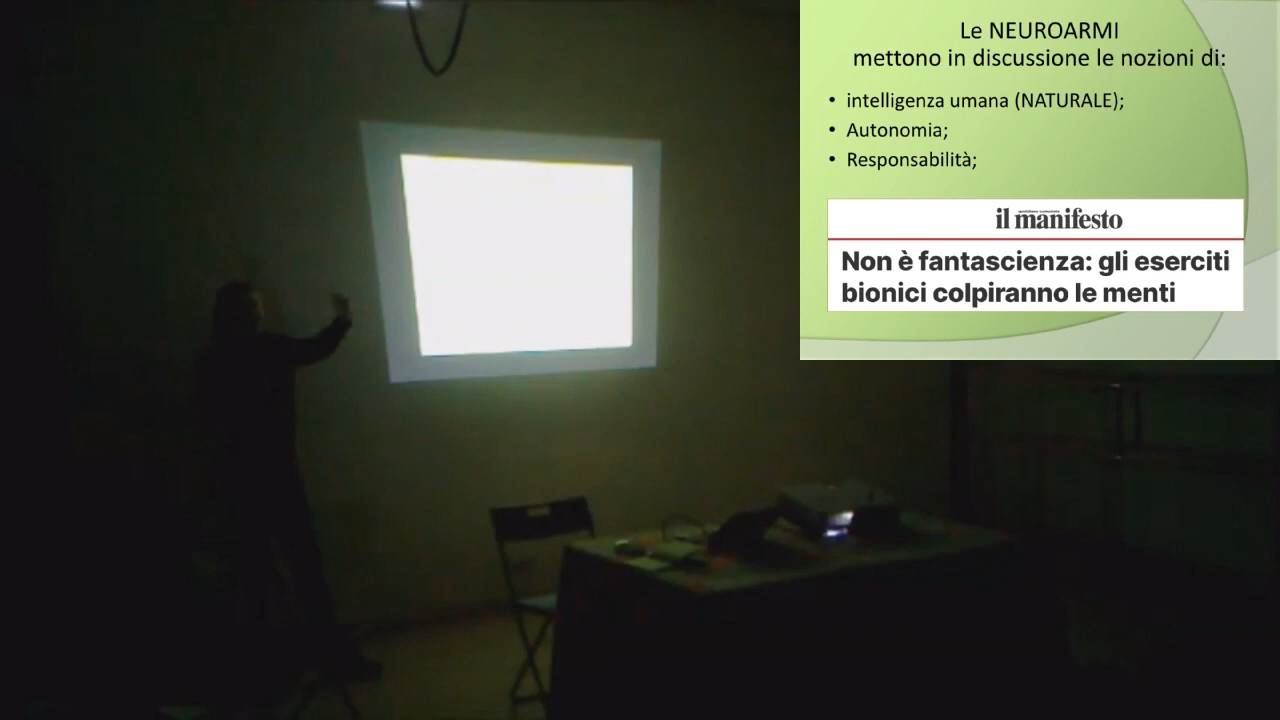 Le NEUROARMI
mettono in discussione le nozioni di:
• intelligenza umana (NATURALE);
• Autonomia;
• Responsabilità;
il manifesto
Non è fantascienza: gli eserciti
bionici colpiranno le menti